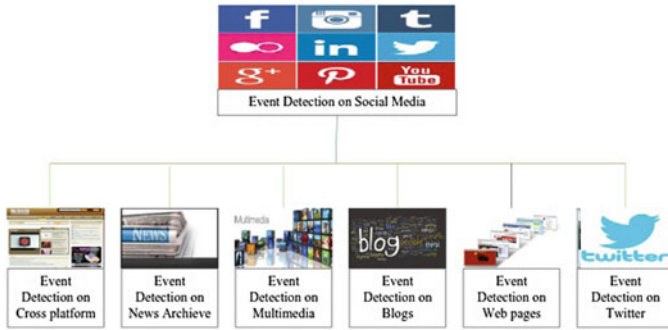 You
Tube
Event Detection on Social Media
NEWS
Multimedia
blog
twitter
Event
Detection on
Cross platform
Event
Detection on
News Archieve
Event
Detection on
Multimedia
Event
Detection on
Blogs
Event
Detection on
Web pages
Event
Detection on
Twitter